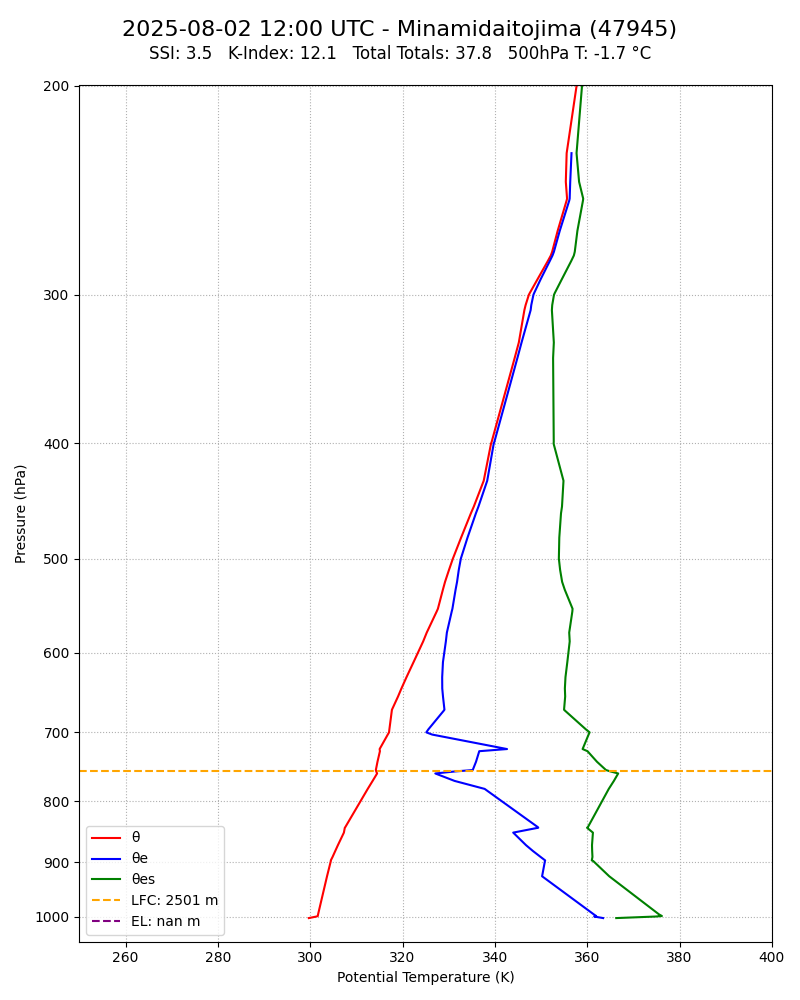 2025-08-02 12:00 UTC - Minamidaitojima (47945)
SSI: 3.5   K-Index: 12.1   Total Totals: 37.8   500hPa T: -1.7 °C
200
300
400
500
600
700
800
900
1000
Pressure (hPa)
θ
θe
θes
LFC: 2501 m
EL: nan m
260 280 300 320 340 360 380 400
Potential Temperature (K)